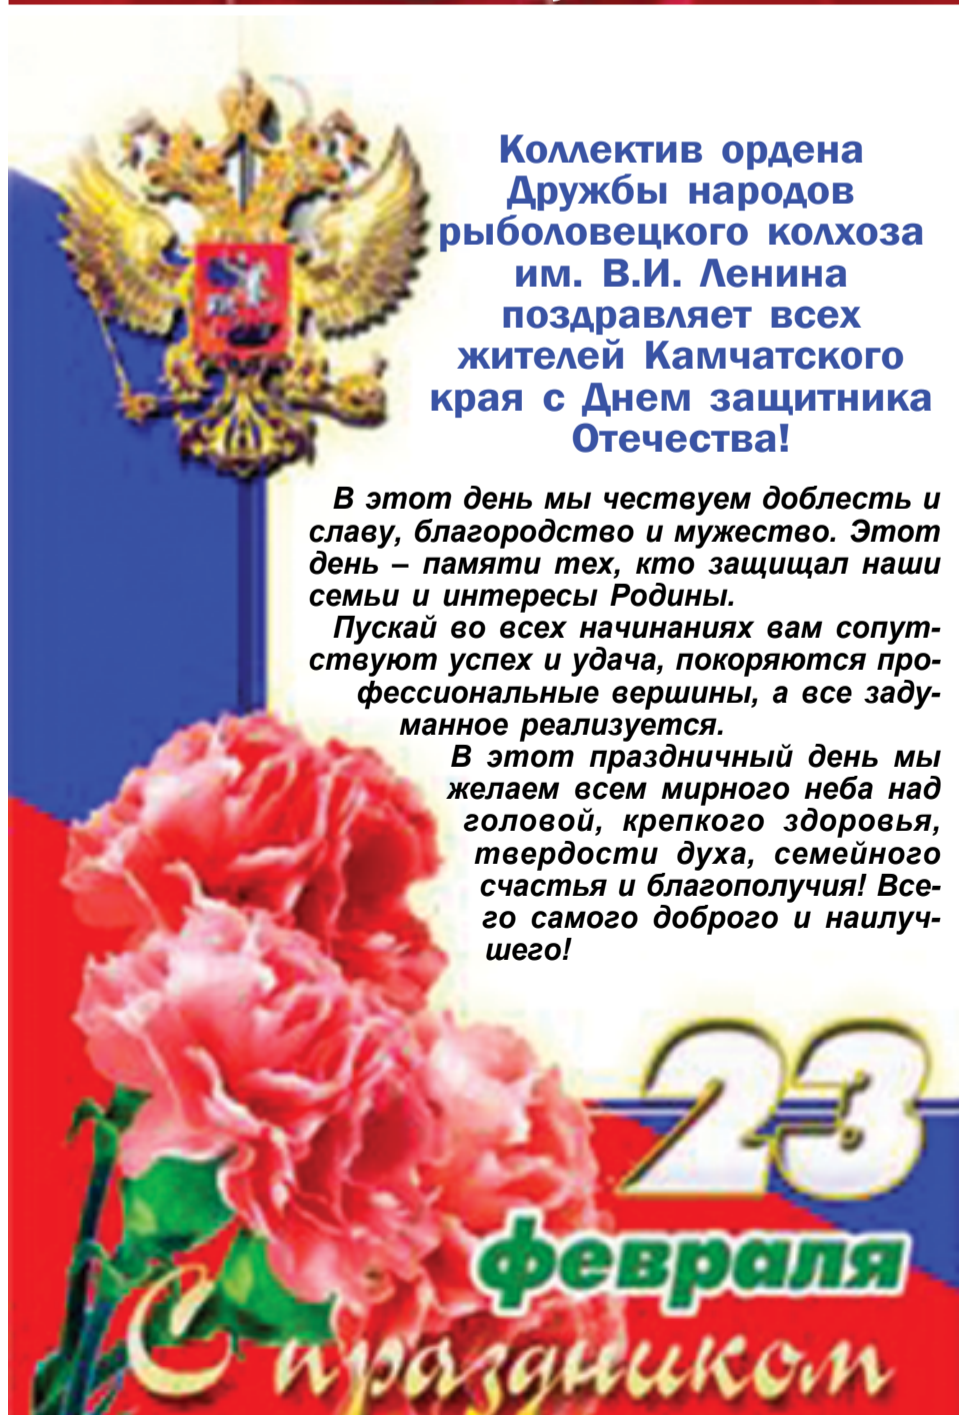 Коллектив ордена
Дружбы народов
рыболовецкого колхоза
им. В.И. Ленина
поздравляет всех
жителей Камчатского
края с Днем защитника
Отечества!
В этот день мы чествуем доблесть и
славу, благородство и мужество. Этот
день – памяти тех, кто защищал наши
семьи и интересы Родины.
Пускай во всех начинаниях вам сопут-
ствуют успех и удача, покоряются про-
фессиональные вершины, а все заду-
манное реализуется.
В этот праздничный день мы
желаем всем мирного неба над
головой, крепкого здоровья,
твердости духа, семейного
счастья и благополучия! Все-
го самого доброго и наилуч-
шего!
23
февраля
С праздником